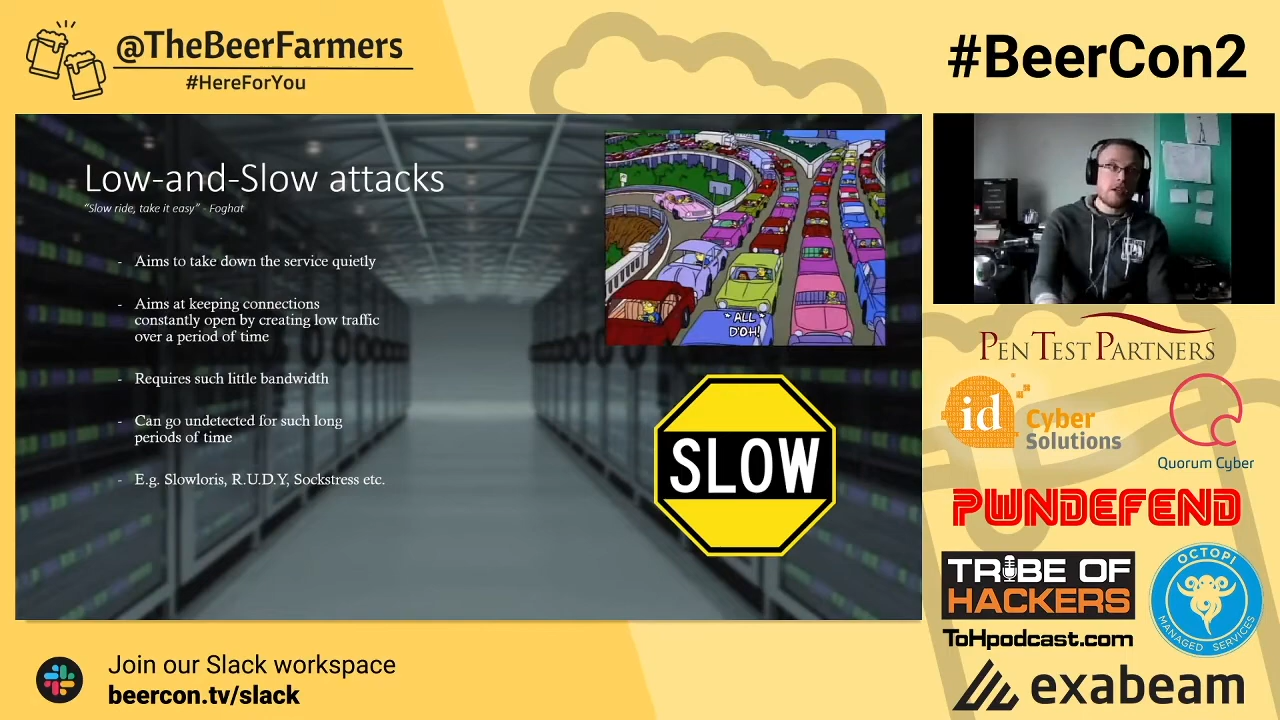 @TheBeerFarmers
#HereForYou
#BeerCon2
Low-and-Slow attacks
“Slow ride, take it easy” - Foghat
- Aims to take down the service quietly
- Aims at keeping connections
constantly open by creating low traffic
over a period of time
- Requires such little bandwidth
- Can go undetected for such long
periods of time
- E.g. Slowloris, R.U.D.Y, Sockstress etc.
* ALL *
D'OH!
SLOW
PEN TEST PARTNERS
id Cyber
Solutions
Quorum Cyber
PWNDEFEND
TRIBE OF
HACKERS
ToHpodcast.com
OCTOPI
MANAGED SERVICES
exabeam
Join our Slack workspace
beercon.tv/slack